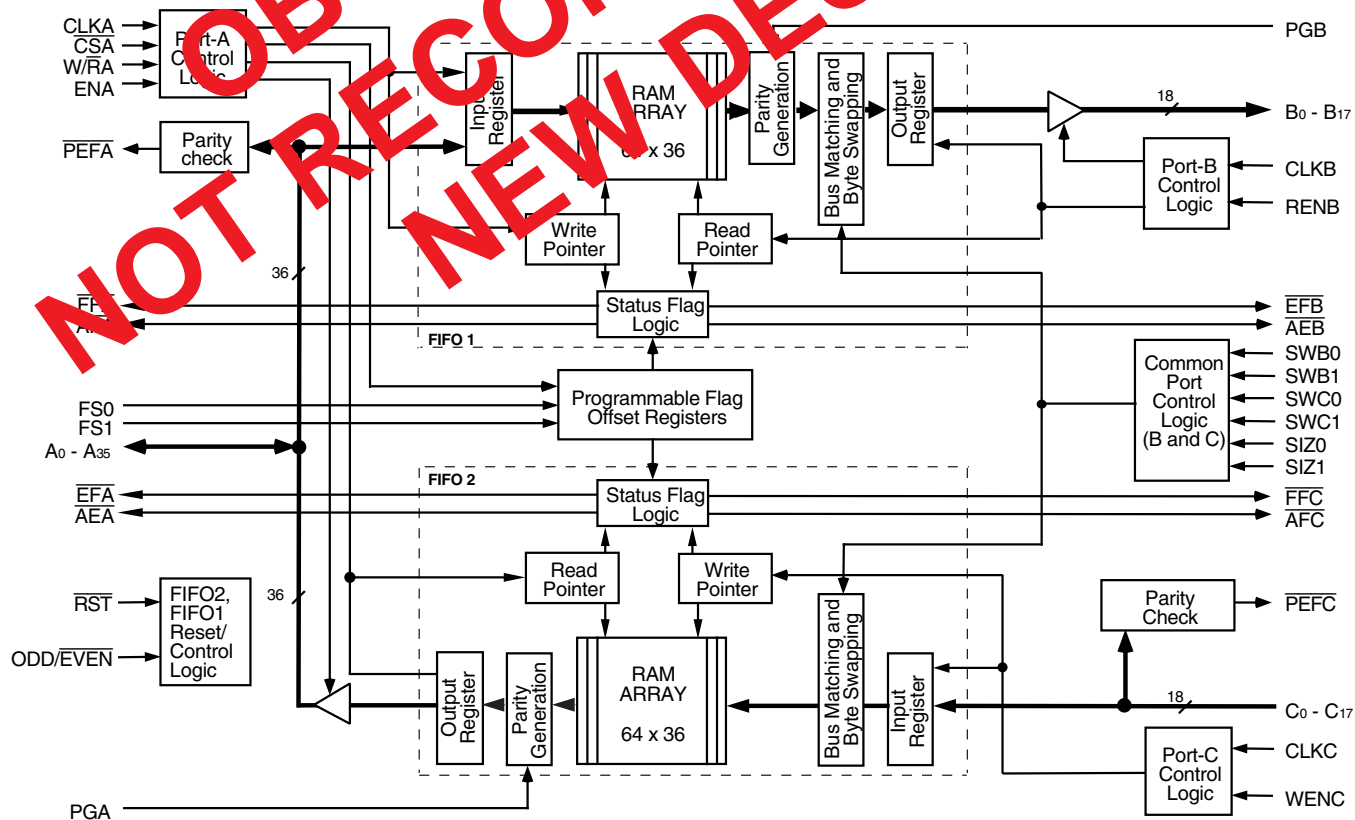 CLKA
CSA
W/RA
ENA
Port-A
Control
Logic
PEFA
Parity
check
36
FIFO 1
Input
Register
RAM
ARRAY
x 36
Parity
Generation
Bus Matching and
Byte Swapping
Output
Register
PGB
18
B0 - B17
Port-B
Control
Logic
CLKB
RENB
Write
Pointer
Read
Pointer
Status Flag
Logic
EFB
AEB
NOT RECOM
NEW DES
OB
FS0
FS1
A0 - A35
Programmable Flag
Offset Registers
Common
Port
Control
Logic
(B and C)
SWB0
SWB1
SWC0
SWC1
SIZ0
SIZ1
FIFO 2
EFA
AEA
Status Flag
Logic
FFC
AFC
Read
Pointer
Write
Pointer
36
RST
ODD/EVEN
FIFO2,
FIFO1
Reset/
Control
Logic
Output
Register
Parity
Generation
RAM
ARRAY
64 x 36
Bus Matching and
Byte Swapping
Input
Register
Parity
Check
PEFC
18
C0 - C17
Port-C
Control
Logic
CLKC
WENC
PGA